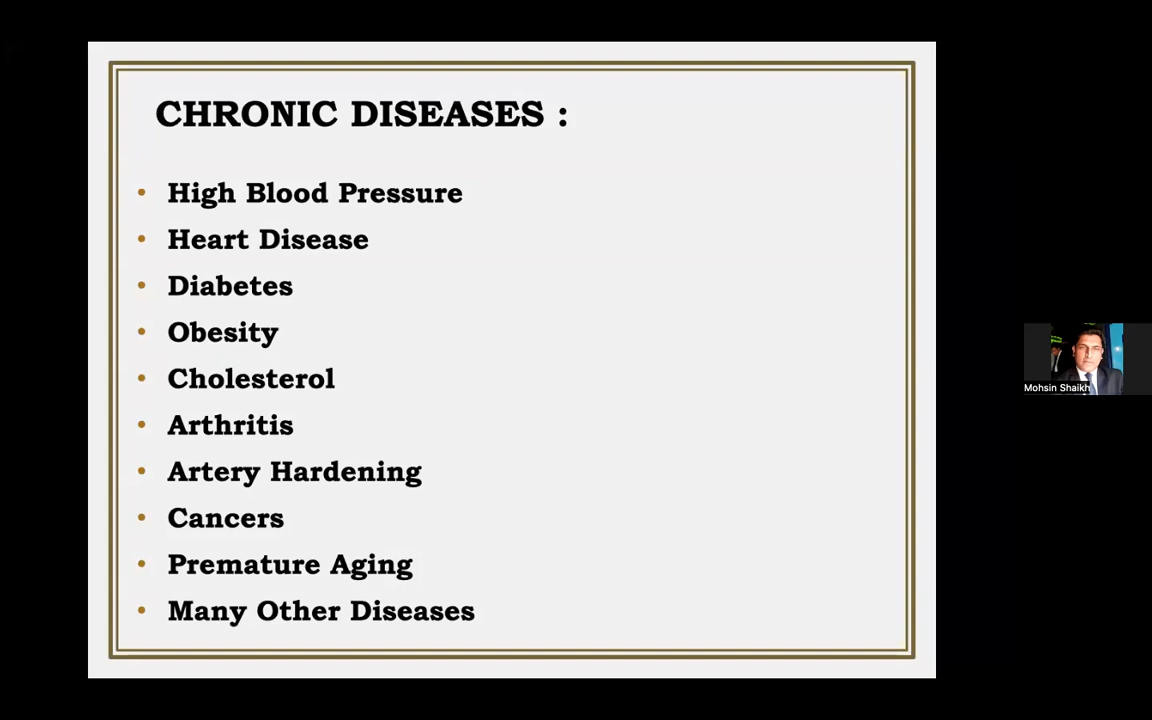 CHRONIC DISEASES :
• High Blood Pressure
• Heart Disease
• Diabetes
• Obesity
• Cholesterol
• Arthritis
• Artery Hardening
• Cancers
• Premature Aging
• Many Other Diseases
Mohsin Shaikh